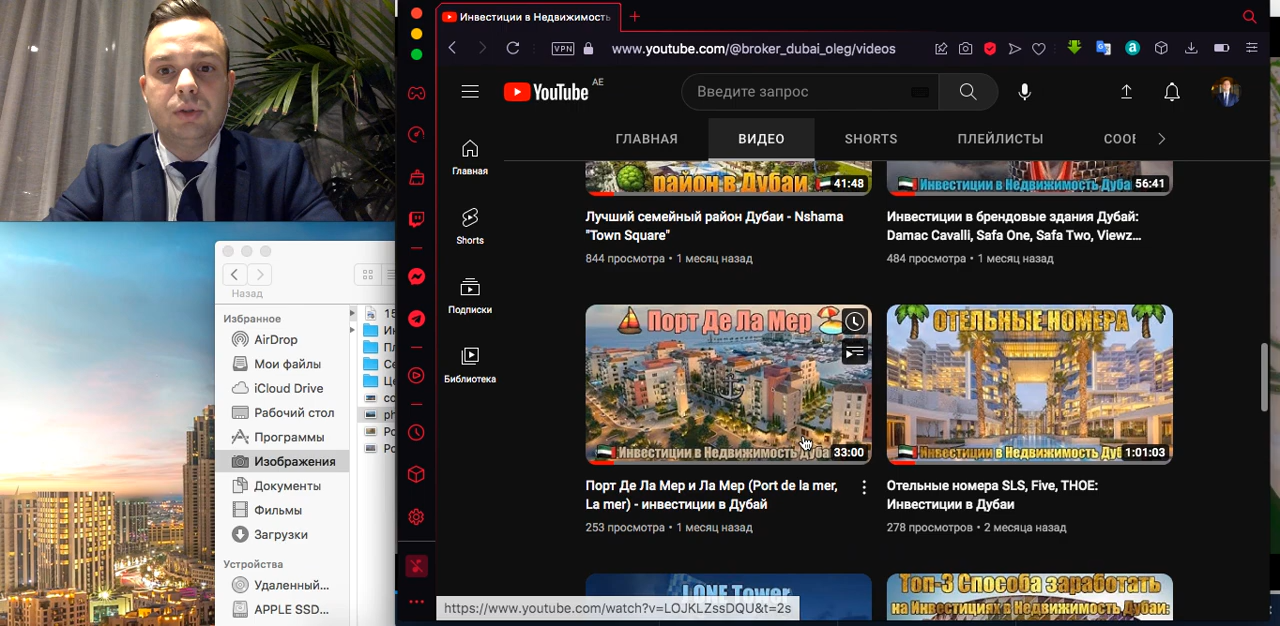 Инвестиции в Недвижимость
VPN
www.youtube.com/@broker_dubai_oleg/videos
YouTube
AE
Введите запрос
Главная
Shorts
Подписки
Библиотека
ГЛАВНАЯ
ВИДЕО
SHORTS
ПЛЕЙЛИСТЫ
район в Дубаи
41:48
Инвестиции в Недвижимость Дуба
56:41
Лучший семейный район Дубаи - Nshama
"Town Square"
844 просмотра • 1 месяц назад
Инвестиции в брендовые здания Дубай:
Damac Cavalli, Safa One, Safa Two, Viewz...
484 просмотра • 1 месяц назад
Порт Де Ла Мер
Инвестиции в Недвижимость Дуба
33:00
ОТЕЛЬНЫЕ НОМЕРА
Инвестиции в Недвижимость
1:01:03
Порт Де Ла Мер и Ла Мер (Port de la mer,
La mer) - инвестиции в Дубай
253 просмотра • 1 месяц назад
Отельные номера SLS, Five, THOE:
Инвестиции в Дубаи
278 просмотров • 2 месяца назад
LONE Tower
Топ-3 Способа заработать
на Инвестициях в Недвижимость Дубаи:
https://www.youtube.com/watch?v=LOJKLZssDQU&t=2s
Назад
Избранное
AirDrop
Мои файлы
iCloud Drive
Рабочий стол
Программы
Изображения
Документы
Фильмы
Загрузки
Устройства
Удаленный...
APPLE SSD...